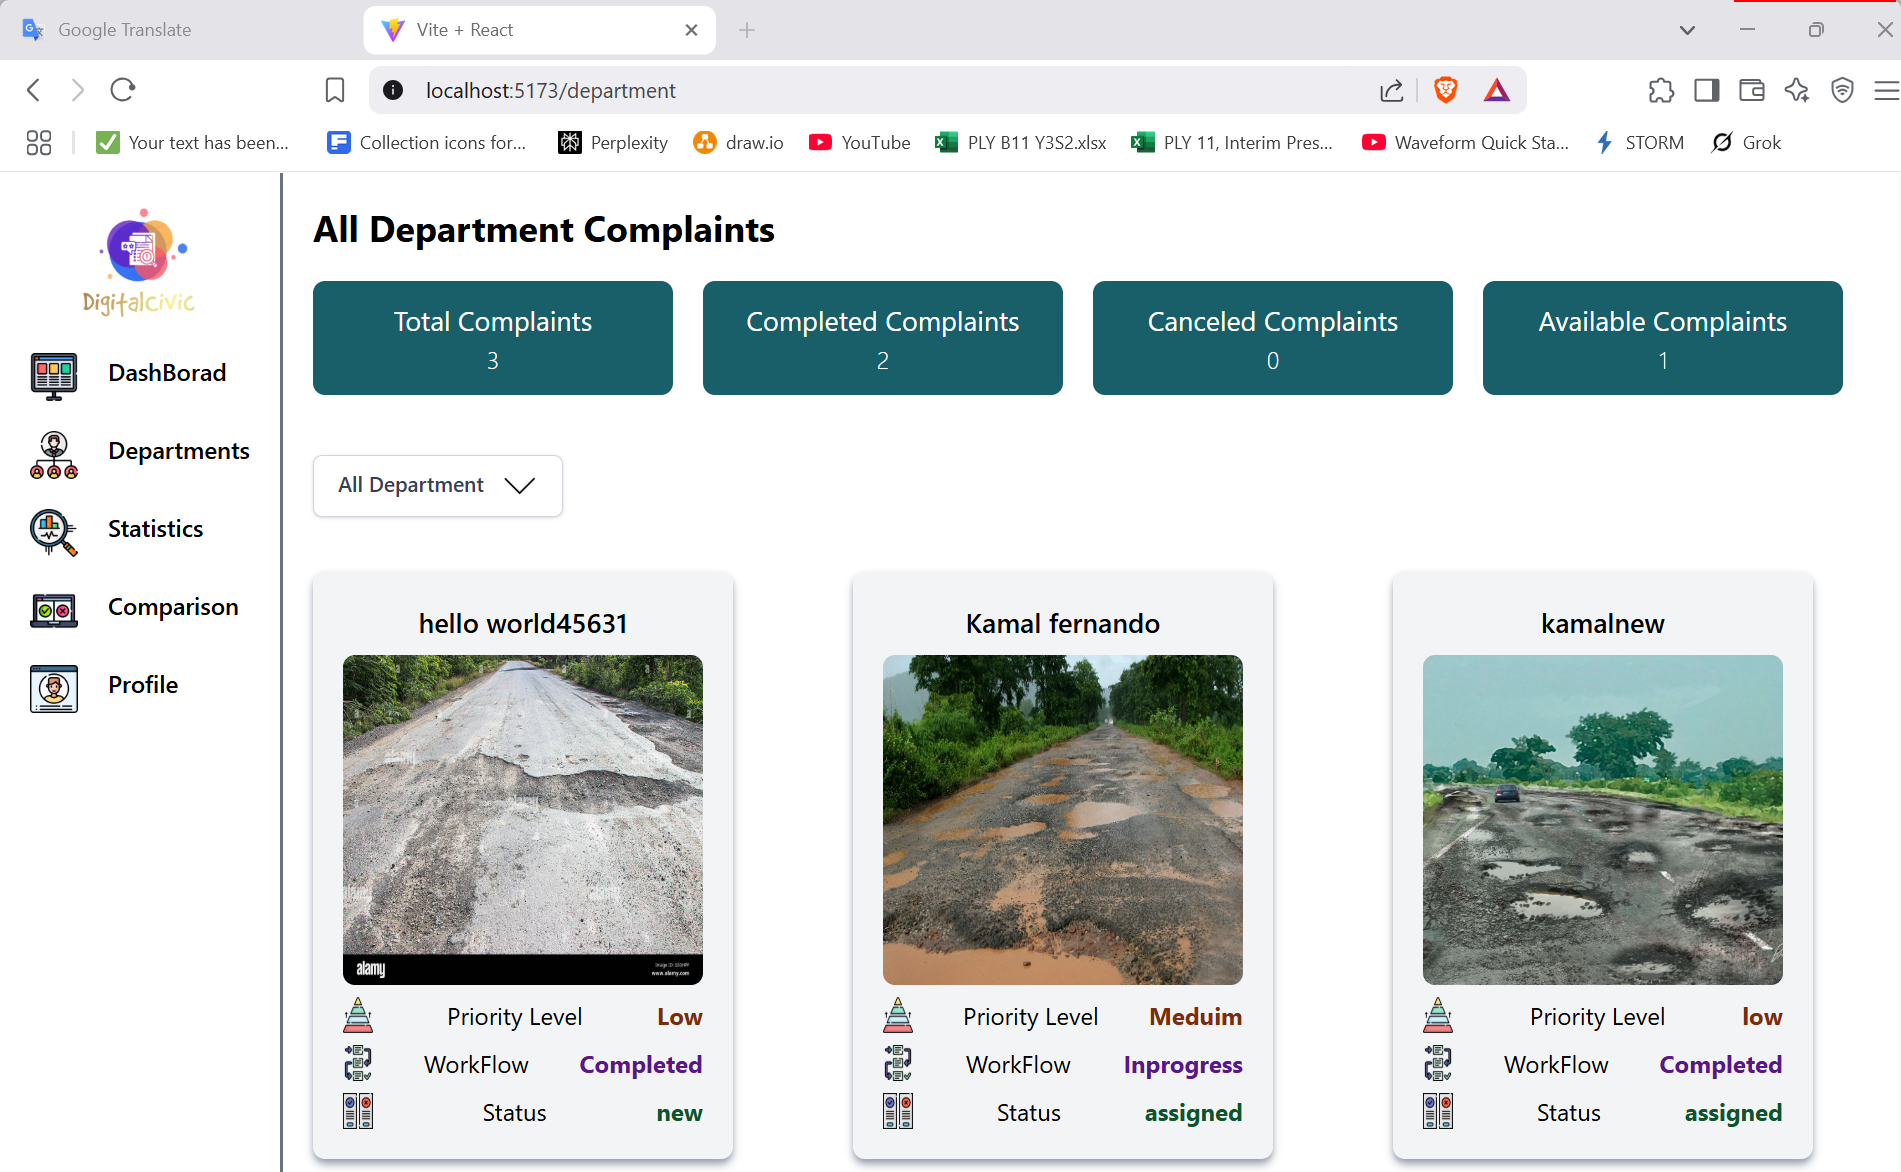 Google Translate
Vite + React
localhost:5173/department
Your text has been...
Collection icons for...
Perplexity
draw.io
YouTube
PLY B11 Y3S2.xlsx
PLY 11, Interim Pres...
Waveform Quick Sta...
STORM
Grok
DigitalCivic
DashBorad
Departments
Statistics
Comparison
Profile
All Department Complaints
Total Complaints
3
Completed Complaints
2
Canceled Complaints
0
Available Complaints
1
All Department
hello world45631
alamy
www.alamy.com
Priority Level Low
WorkFlow Completed
Status new
Kamal fernando
Priority Level Meduim
WorkFlow Inprogress
Status assigned
kamalnew
Priority Level low
WorkFlow Completed
Status assigned